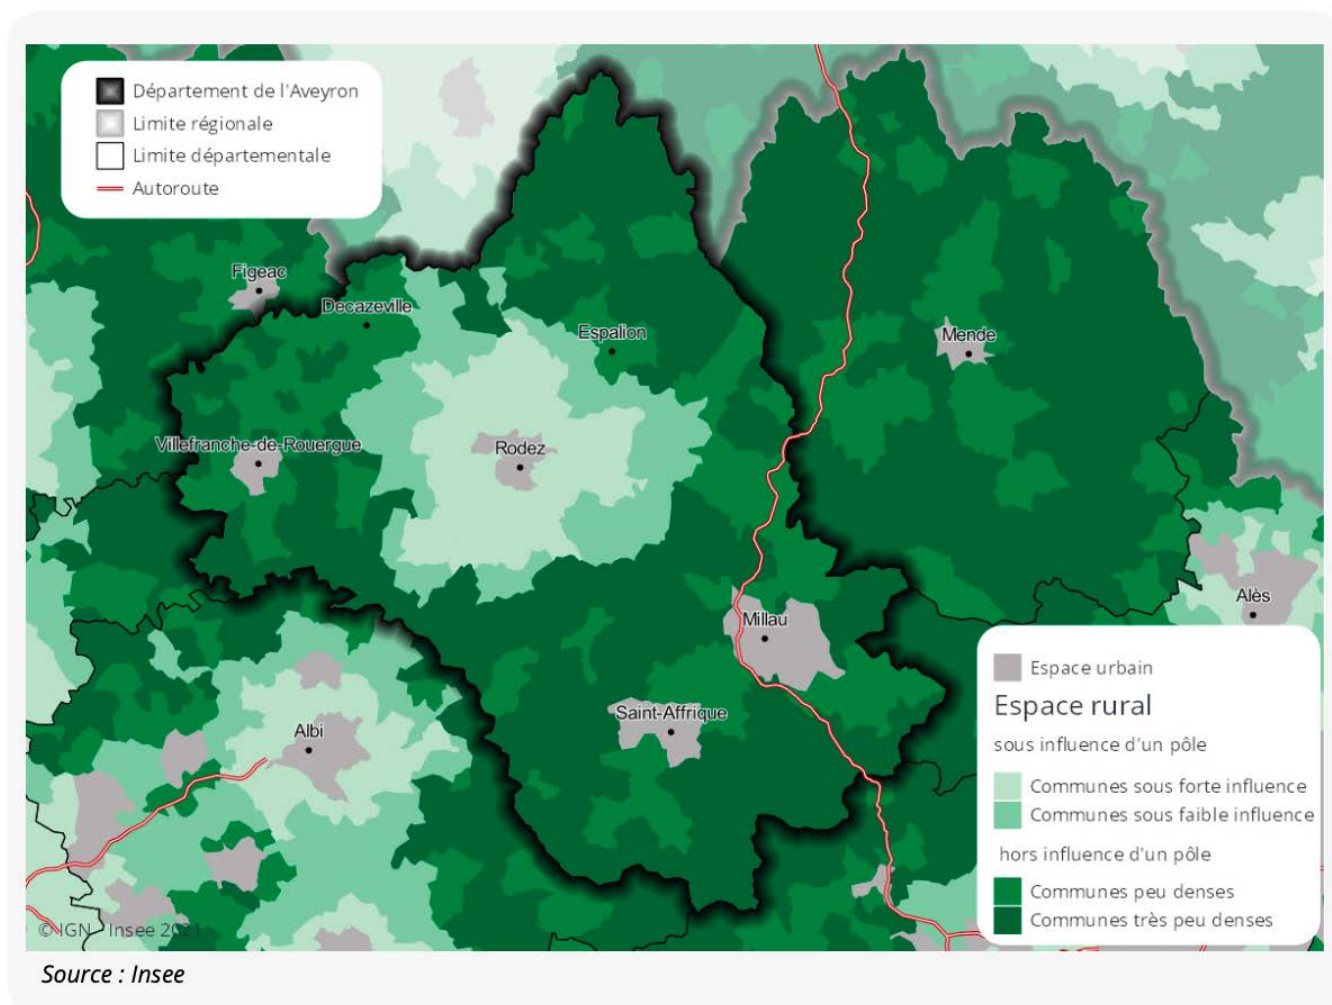 Département de l'Aveyron
Limite régionale
Limite départementale
Autoroute
Figeac
Decazeville
Espalion
Mende
Villefranche-de-Rouergue
Rodez
Alès
Millau
Saint-Affrique
Albi
Espace urbain
Espace rural
sous influence d'un pôle
Communes sous forte influence
Communes sous faible influence
hors influence d'un pôle
Communes peu denses
Communes très peu denses
© IGN - Insee
Source : Insee